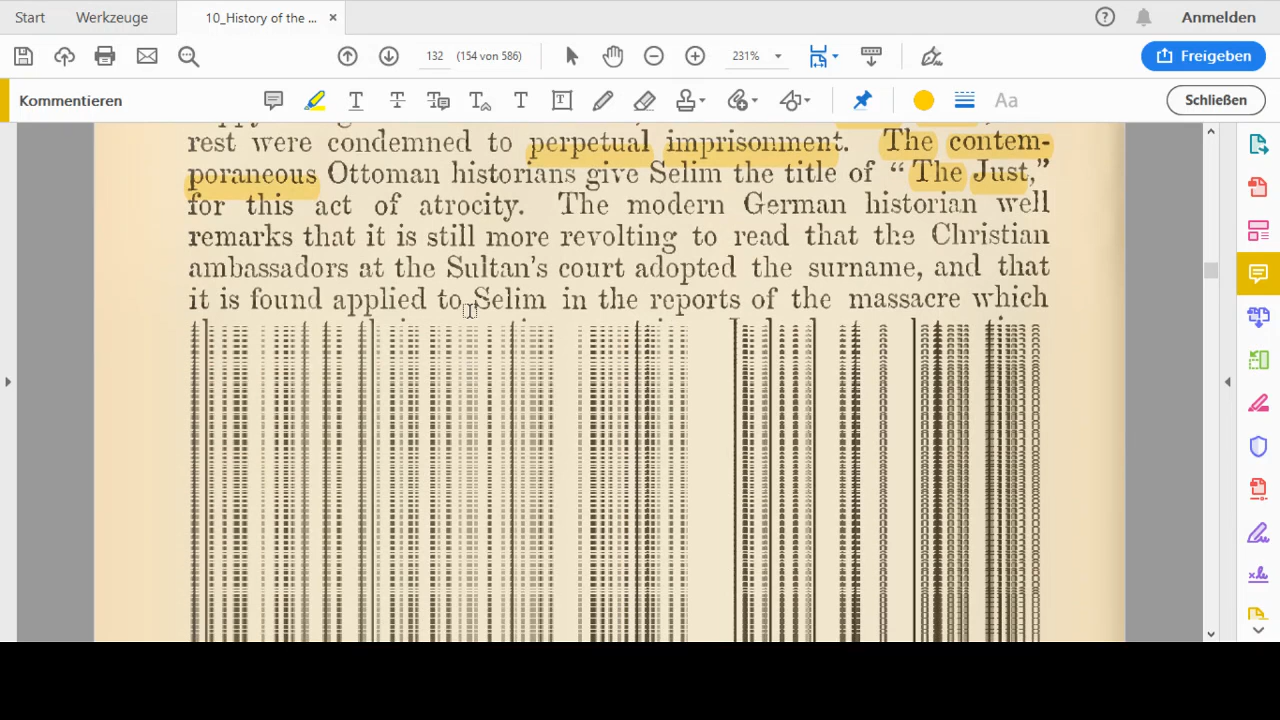 Start
Werkzeuge
10_History of the ...
×
Anmelden
132
(154 von 586)
231%
Freigeben
Kommentieren
Aa
Schließen
rest were condemned to perpetual imprisonment. The contem-
poraneous Ottoman historians give Selim the title of “The Just,”
for this act of atrocity. The modern German historian well
remarks that it is still more revolting to read that the Christian
ambassadors at the Sultan's court adopted the surname, and that
it is found applied to Selim in the reports of the massacre which